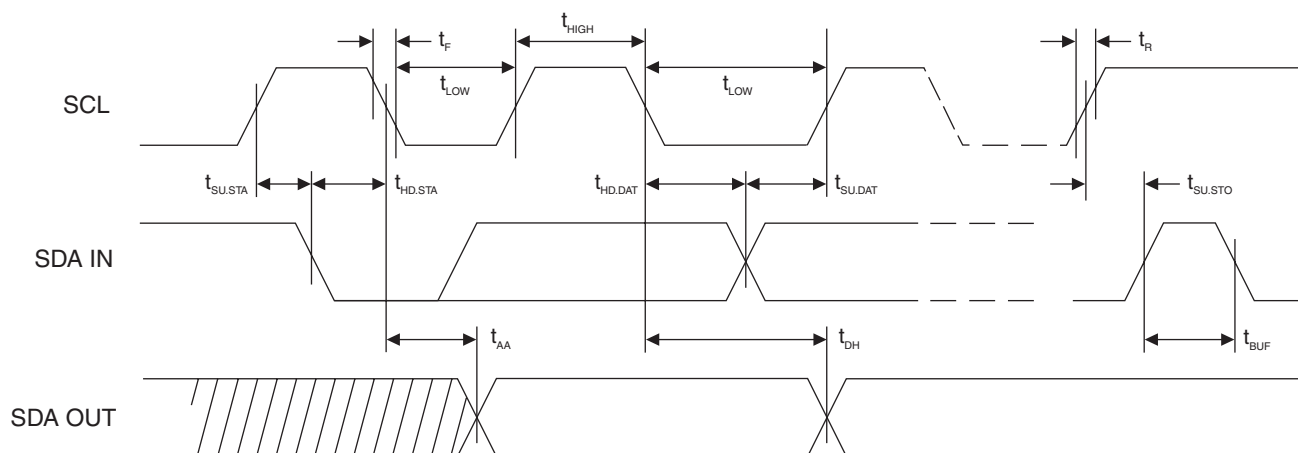 t_HIGH
t_F
t_R
t_LOW
t_LOW
SCL
t_SU.STA
t_HD.STA
t_HD.DAT
t_SU.DAT
t_SU.STO
SDA IN
t_AA
t_DH
t_BUF
SDA OUT